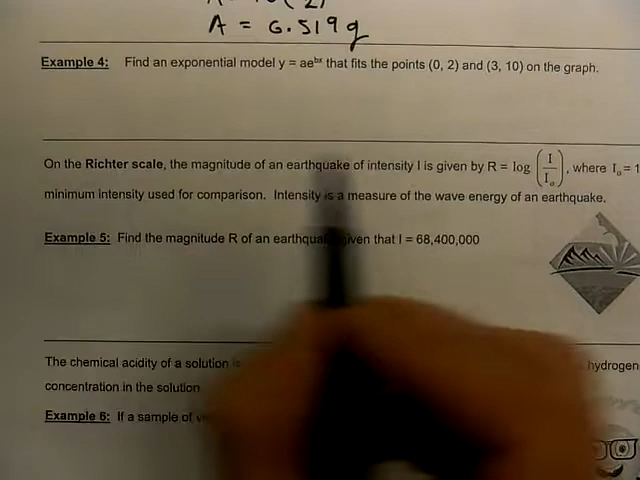 A = 6.519g
Example 4: Find an exponential model y = ae^bx that fits the points (0, 2) and (3, 10) on the graph.
On the Richter scale, the magnitude of an earthquake of intensity I is given by R = log (I/I₀), where I₀ = 1
minimum intensity used for comparison. Intensity is a measure of the wave energy of an earthquake.
Example 5: Find the magnitude R of an earthquake given that I = 68,400,000
The chemical acidity of a solution is hydrogen
concentration in the solution
Example 6: If a sample of